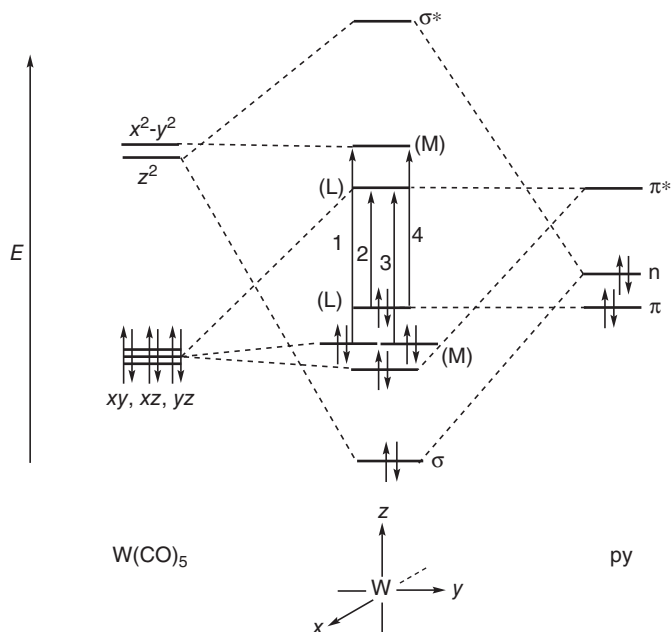 σ*
x²-y²
(M)
z²
(L)
π*
1
4
2
3
E
n
(L)
π
(M)
xy, xz, yz
σ
z
W(CO)₅
py
W
y
x